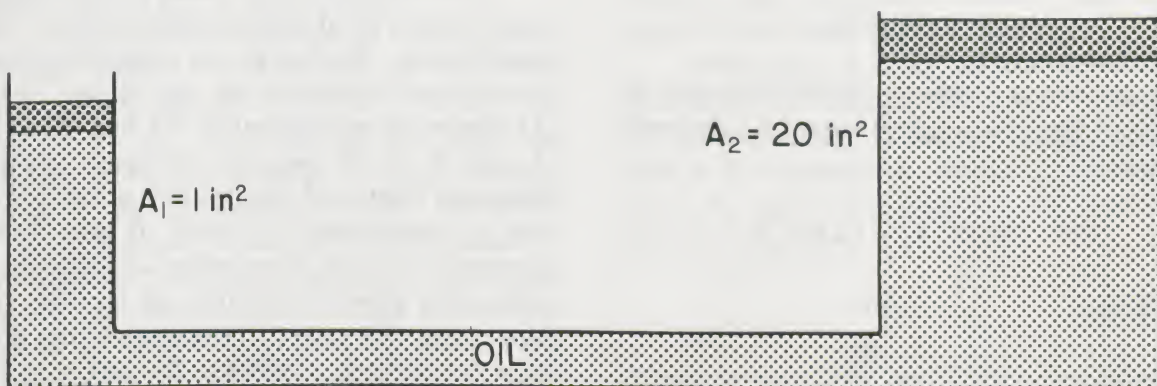 A₂ = 20 in²
A₁ = 1 in²
OIL